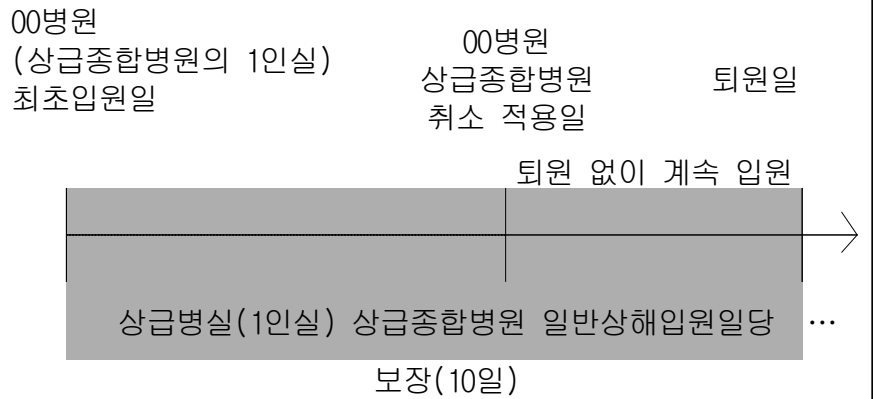 00병원
(상급종합병원의 1인실)
최초입원일
00병원
상급종합병원
취소 적용일
퇴원일
퇴원 없이 계속 입원
상급병실(1인실) 상급종합병원 일반상해입원일당 …
보장(10일)